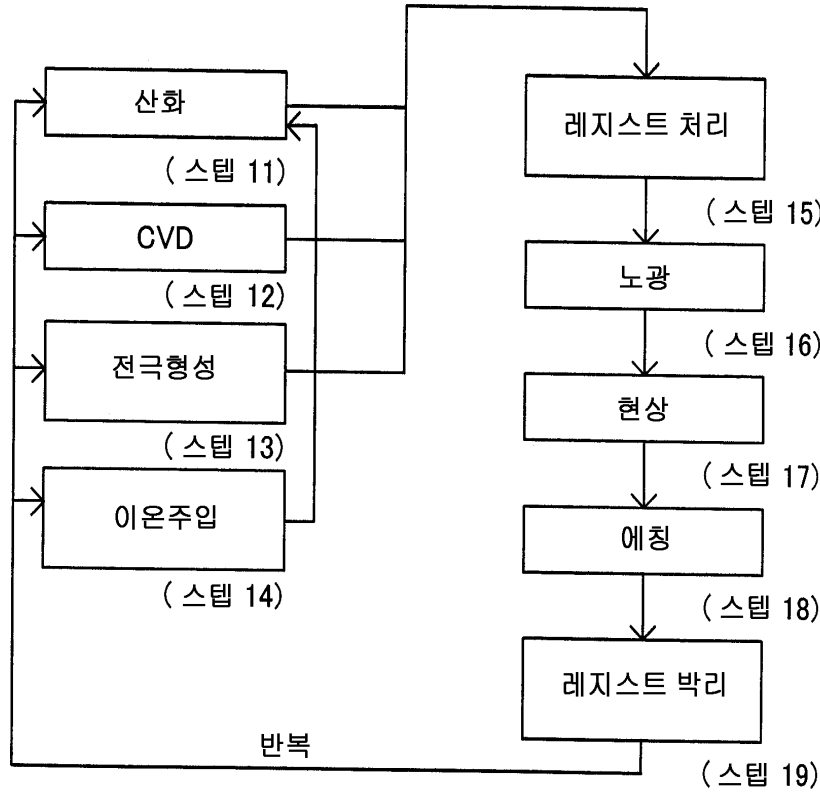 산화
( 스텝 11)
CVD
( 스텝 12)
전극형성
( 스텝 13)
이온주입
( 스텝 14)
레지스트 처리
( 스텝 15)
노광
( 스텝 16)
현상
( 스텝 17)
에칭
( 스텝 18)
레지스트 박리
( 스텝 19)
반복